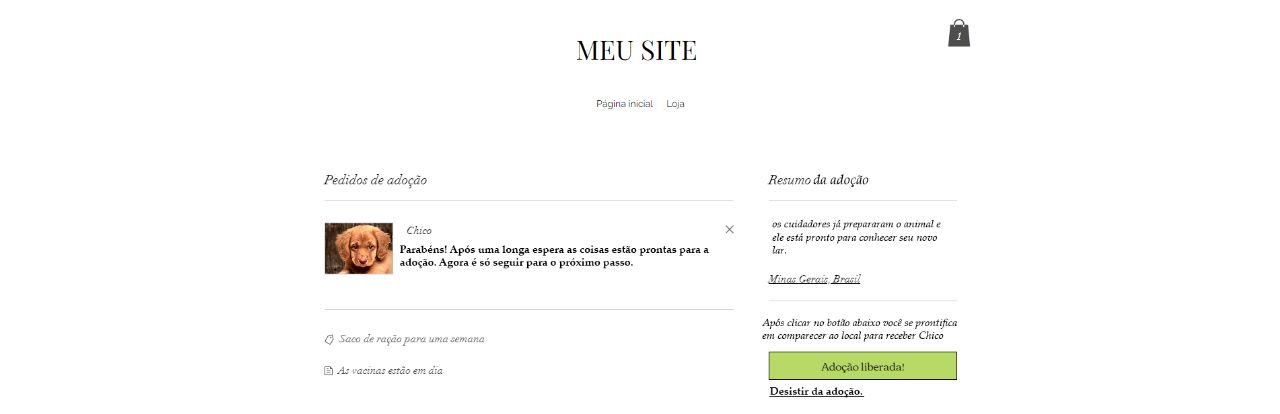 1
MEU SITE
Página inicial Loja
Pedidos de adoção
Chico
Parabéns! Após uma longa espera as coisas estão prontas para a
adoção. Agora é só seguir para o próximo passo.
Saco de ração para uma semana
As vacinas estão em dia
Resumo da adoção
os cuidadores já prepararam o animal e
ele está pronto para conhecer seu novo
lar.
Minas Gerais, Brasil
Após clicar no botão abaixo você se prontifica
em comparecer ao local para receber Chico
Adoção liberada!
Desistir da adoção.